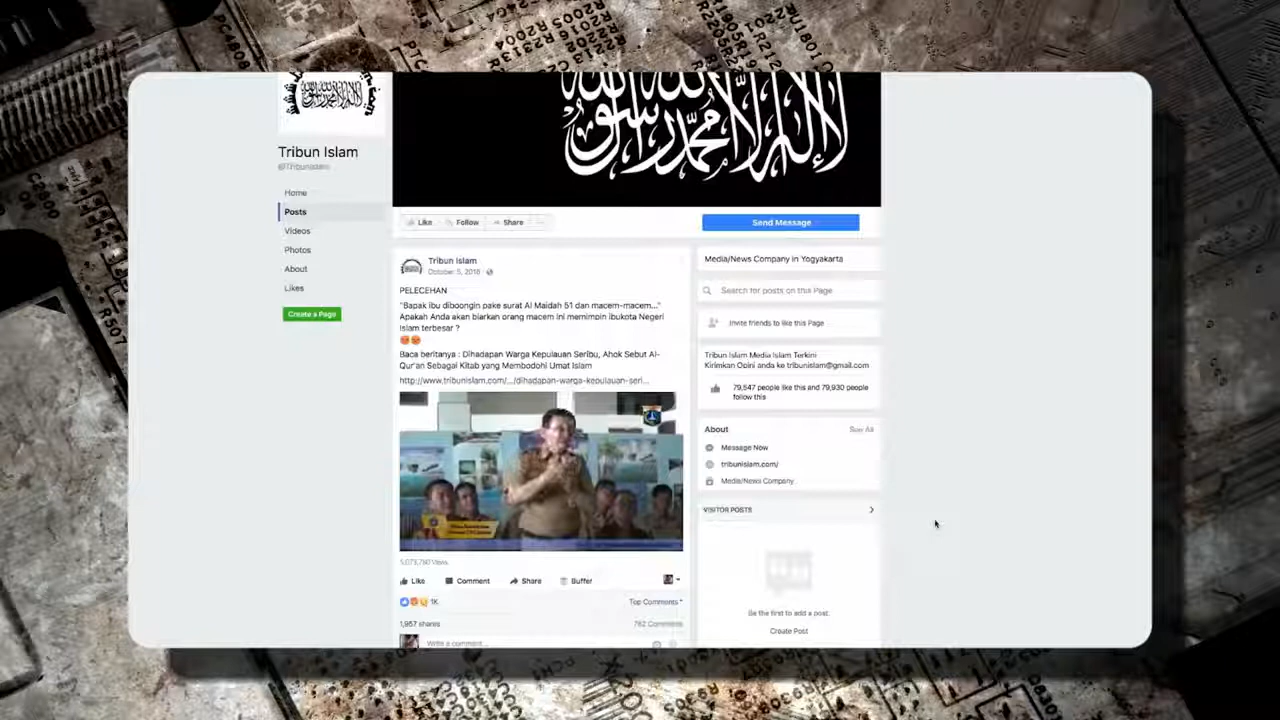 لا إله إلا الله محمد رسول الله
Tribun Islam
Home
Posts
Videos
Photos
About
Likes
Create a Page
Like
Follow
Share
Send Message
Tribun Islam
October 5, 2016
PELECEHAN
"Bapak ibu diboongin pake surat Al Maidah 51 dan macem-macem..."
Apakah Anda akan biarkan orang macem ini memimpin ibukota Negeri
Islam terbesar ?
Baca beritanya : Dihadapan Warga Kepulauan Seribu, Ahok Sebut Al-
Qur'an Sebagai Kitab yang Membodohi Umat Islam
http://www.tribunislam.com/.../dihadapan-warga-kepulauan-seri...
Views
Like
Comment
Share
Buffer
1K
Top Comments
1,957 shares
762 Comments
Write a comment...
Media/News Company in Yogyakarta
Search for posts on this Page
Invite friends to like this Page
Tribun Islam Media Islam Terkini
Kirimkan Opini anda ke tribunislam@gmail.com
79,547 people like this and 79,930 people
follow this
About
See All
Message Now
tribunislam.com/
Media/News Company
VISITOR POSTS
Be the first to add a post.
Create Post